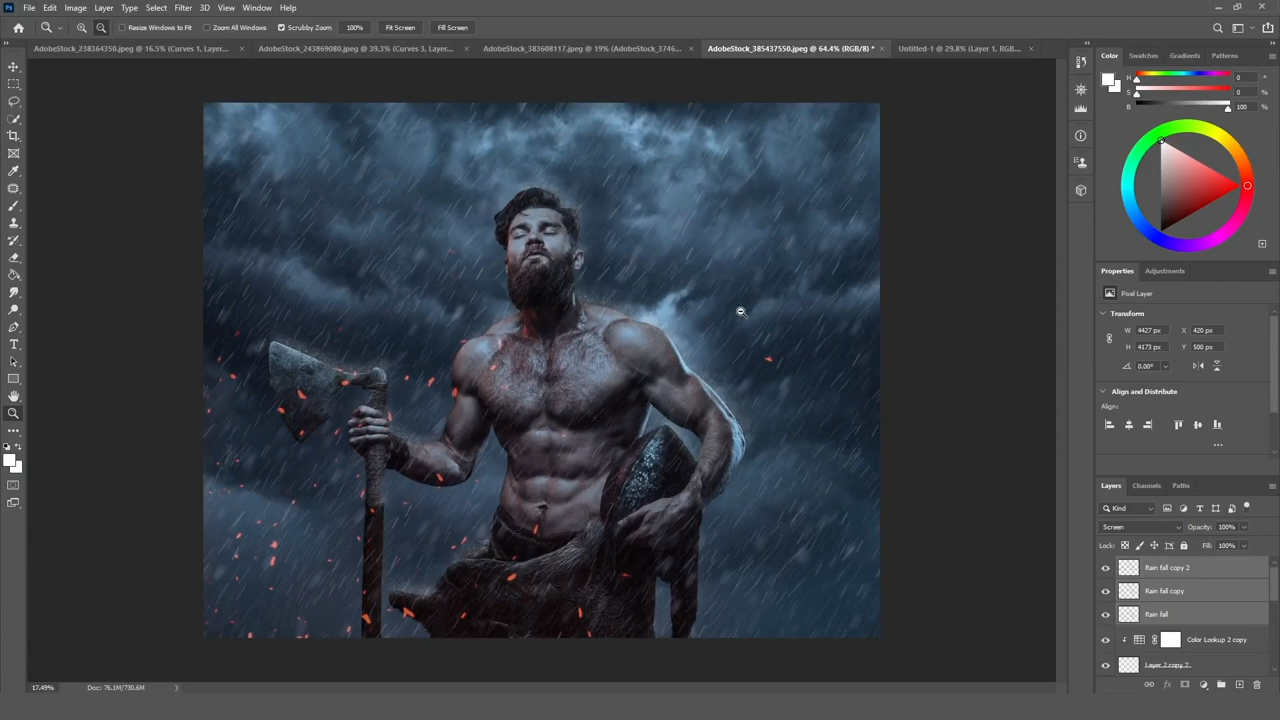 Ps File Edit Image Layer Type Select Filter 3D View Window Help
Resize Windows to Fit Zoom All Windows Scrubby Zoom 100% Fit Screen Fill Screen
AdobeStock_238364350.jpeg @ 16.5% (Curves 1, Layer... × AdobeStock_243869080.jpeg @ 39.3% (Curves 3, Layer... × AdobeStock_383608117.jpeg @ 19% (AdobeStock_3746... × AdobeStock_385437550.jpeg @ 64.4% (RGB/8) * × Untitled-1 @ 29.8% (Layer 1, RGB... ×
Color Swatches Gradients Patterns
H 0 °
S 0 %
B 100 %
Properties Adjustments
Pixel Layer
Transform
W 4427 px X 420 px
H 4173 px Y 500 px
0.00°
Align and Distribute
Align:
Layers Channels Paths
Kind
Screen Opacity: 100%
Lock: Fill: 100%
Rain fall copy 2
Rain fall copy
Rain fall
Color Lookup 2 copy
Layer 2 copy 7
17.49% Doc: 76.1M/730.6M